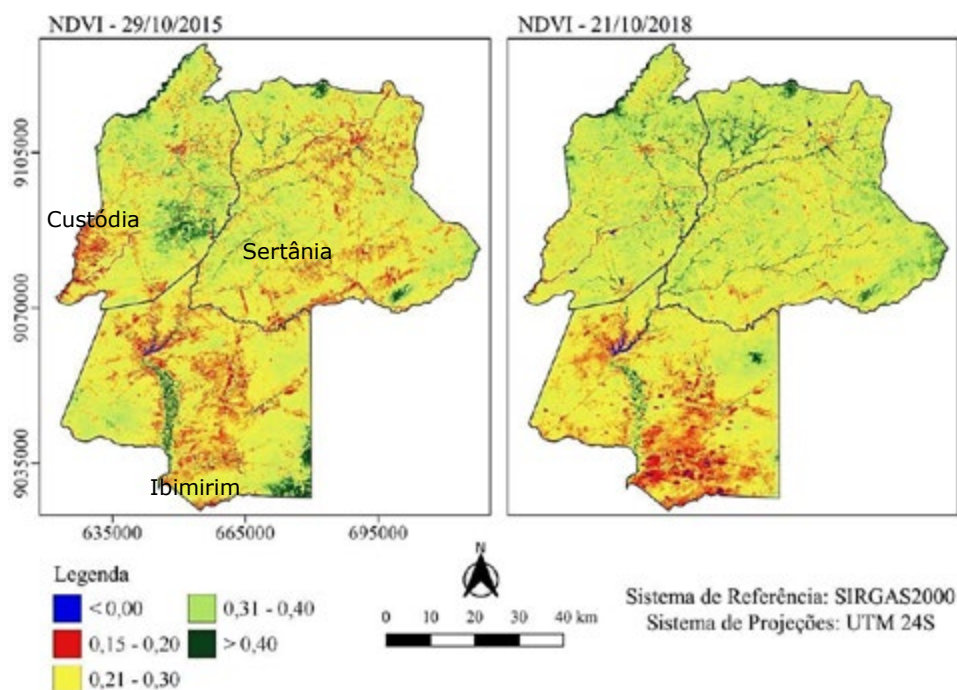 NDVI - 29/10/2015
NDVI - 21/10/2018
9105000
9070000
9035000
Custódia
Sertânia
Ibimirim
635000
665000
695000
Legenda
< 0,00
0,15 - 0,20
0,21 - 0,30
0,31 - 0,40
> 0,40
N
0
10
20
30
40 km
Sistema de Referência: SIRGAS2000
Sistema de Projeções: UTM 24S